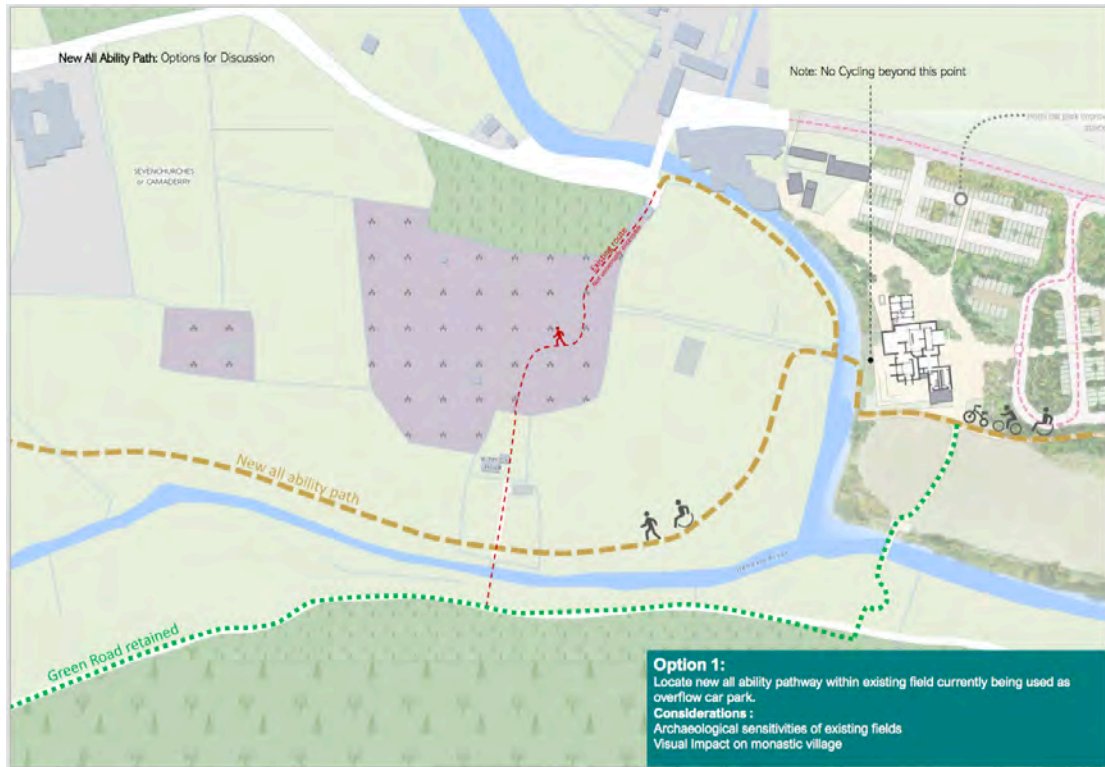 New All Ability Path: Options for Discussion
Note: No Cycling beyond this point
SEVENCHURCHES
or CAMADERRY
Existing route
New all ability path
Green Road retained
Option 1:
Locate new all ability pathway within existing field currently being used as
overflow car park.
Considerations :
Archaeological sensitivities of existing fields
Visual Impact on monastic village